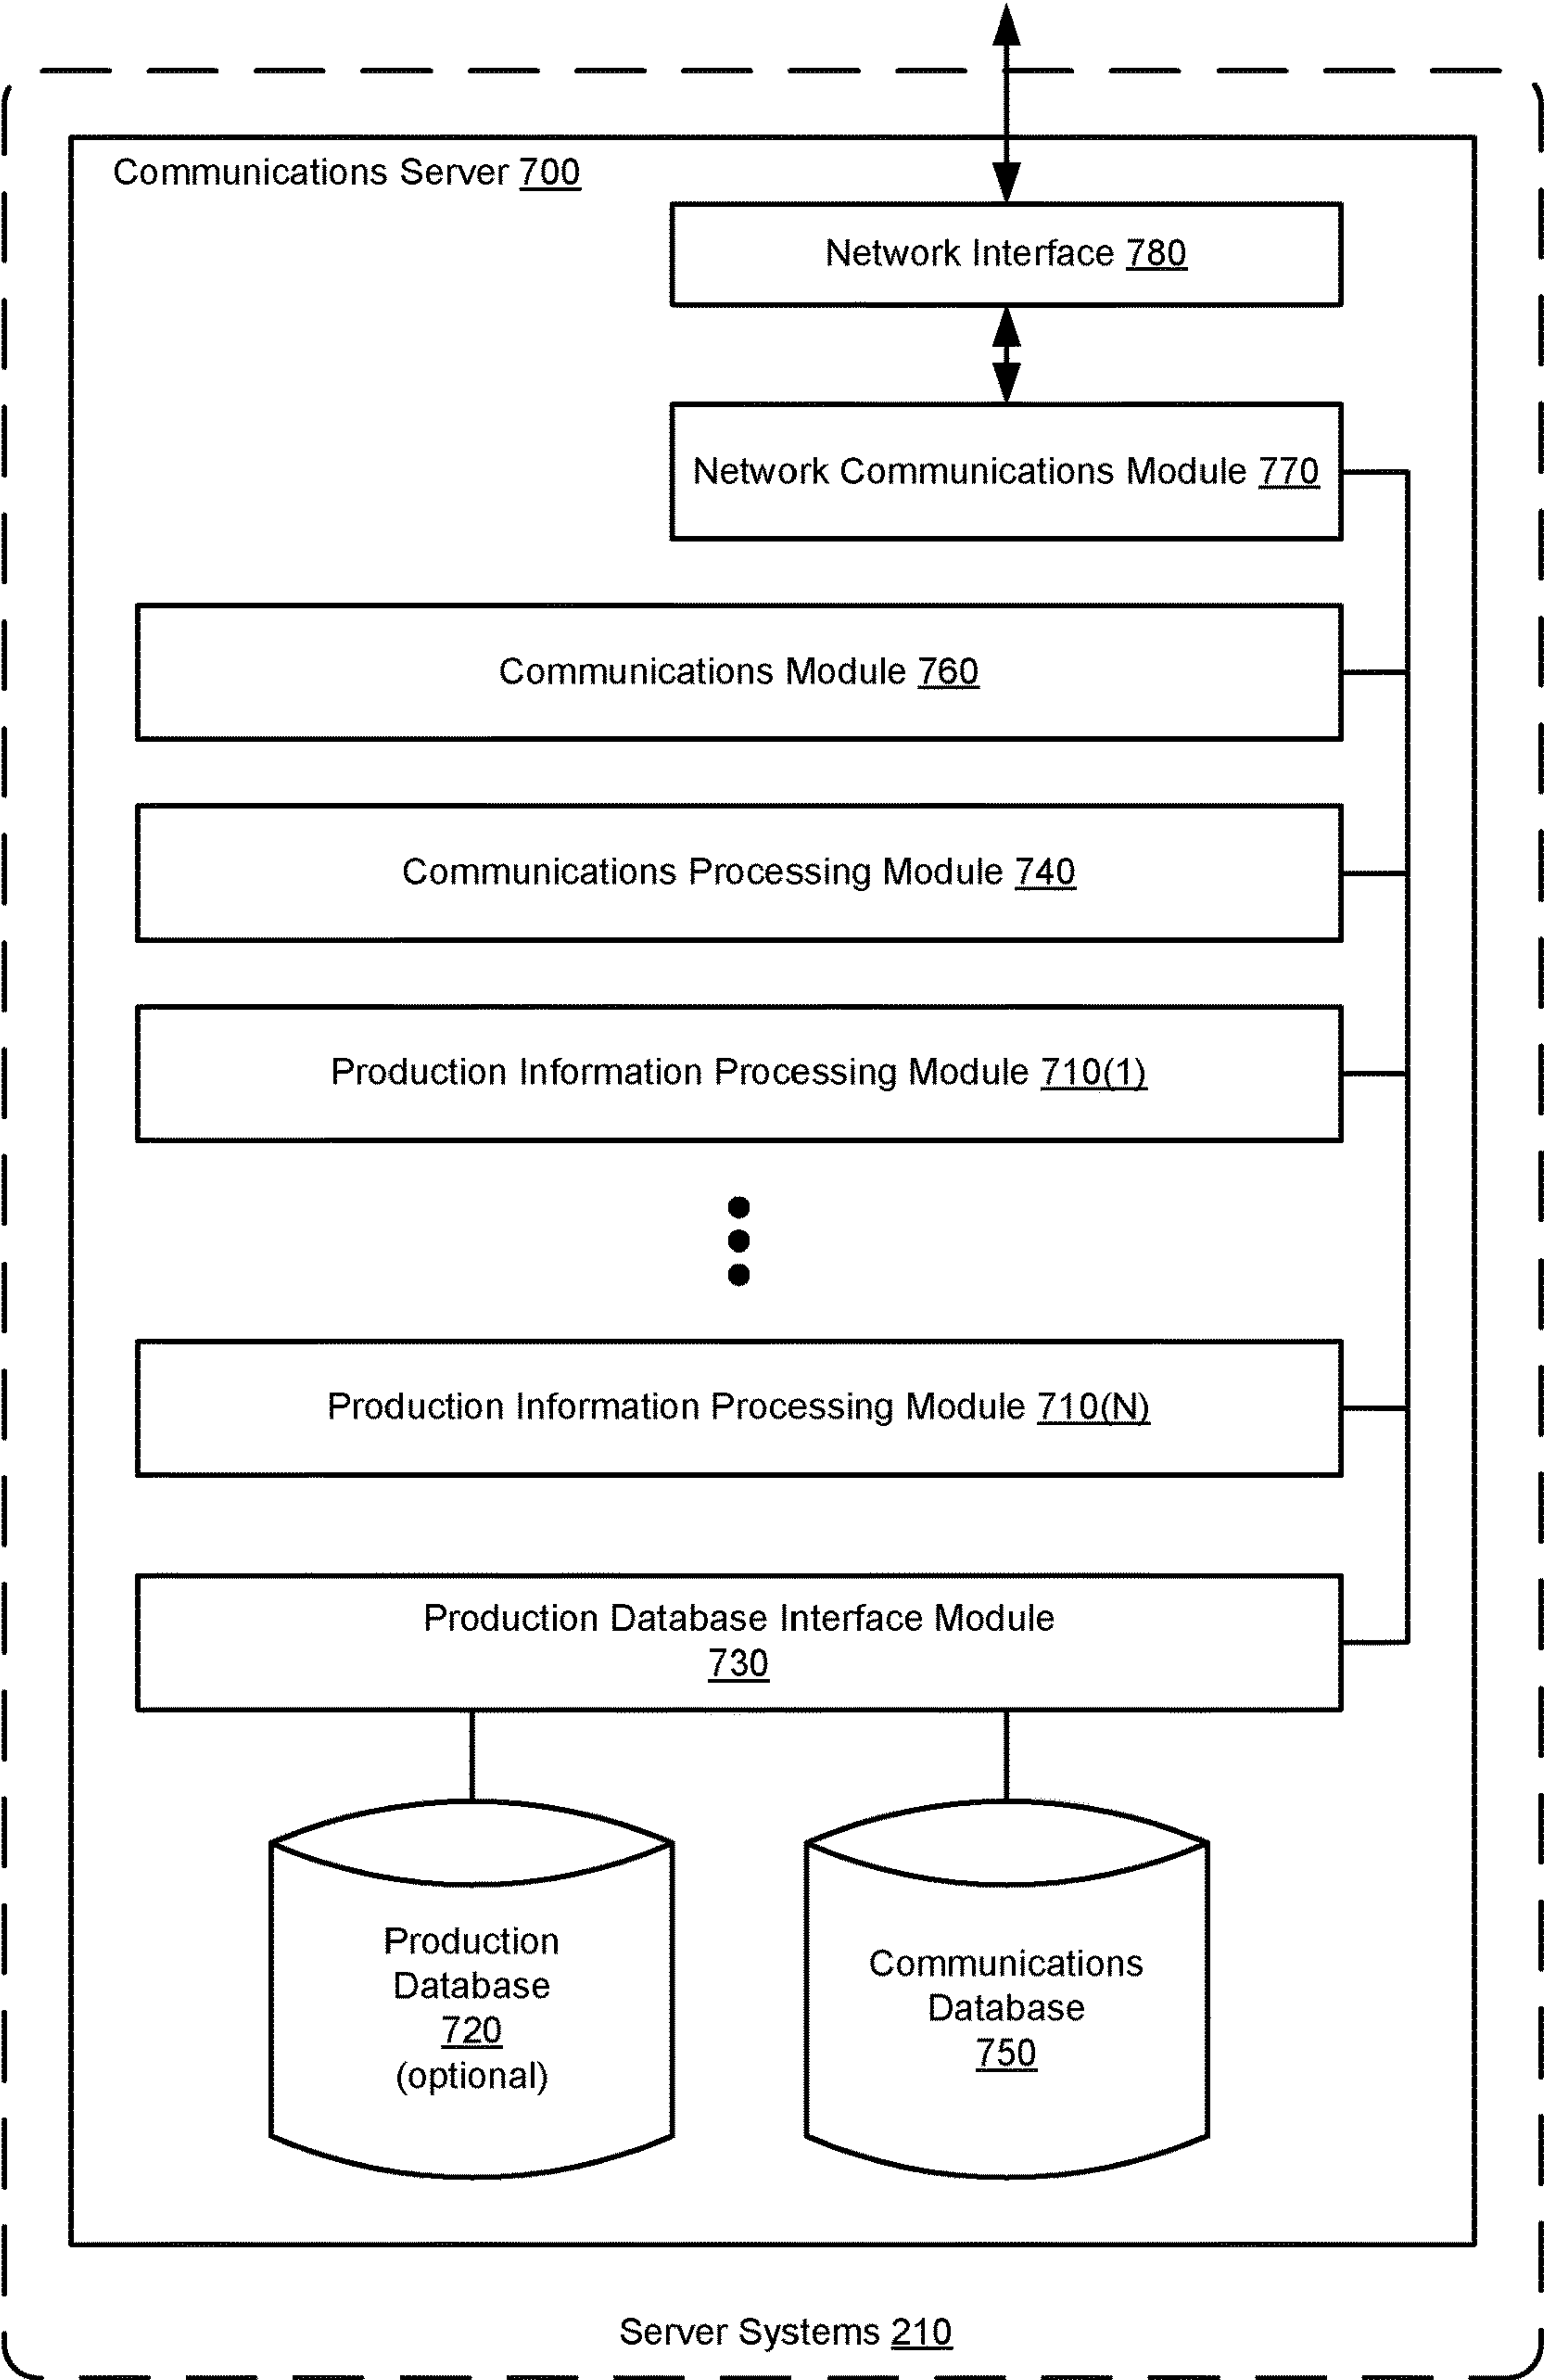 Communications Server 700
Network Interface 780
Network Communications Module 770
Communications Module 760
Communications Processing Module 740
Production Information Processing Module 710(1)
Production Information Processing Module 710(N)
Production Database Interface Module
730
Production
Database
720
(optional)
Communications
Database
750
Server Systems 210